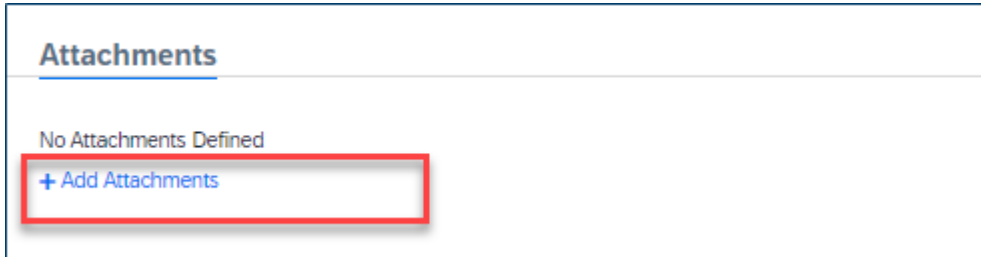 Attachments
No Attachments Defined
+ Add Attachments